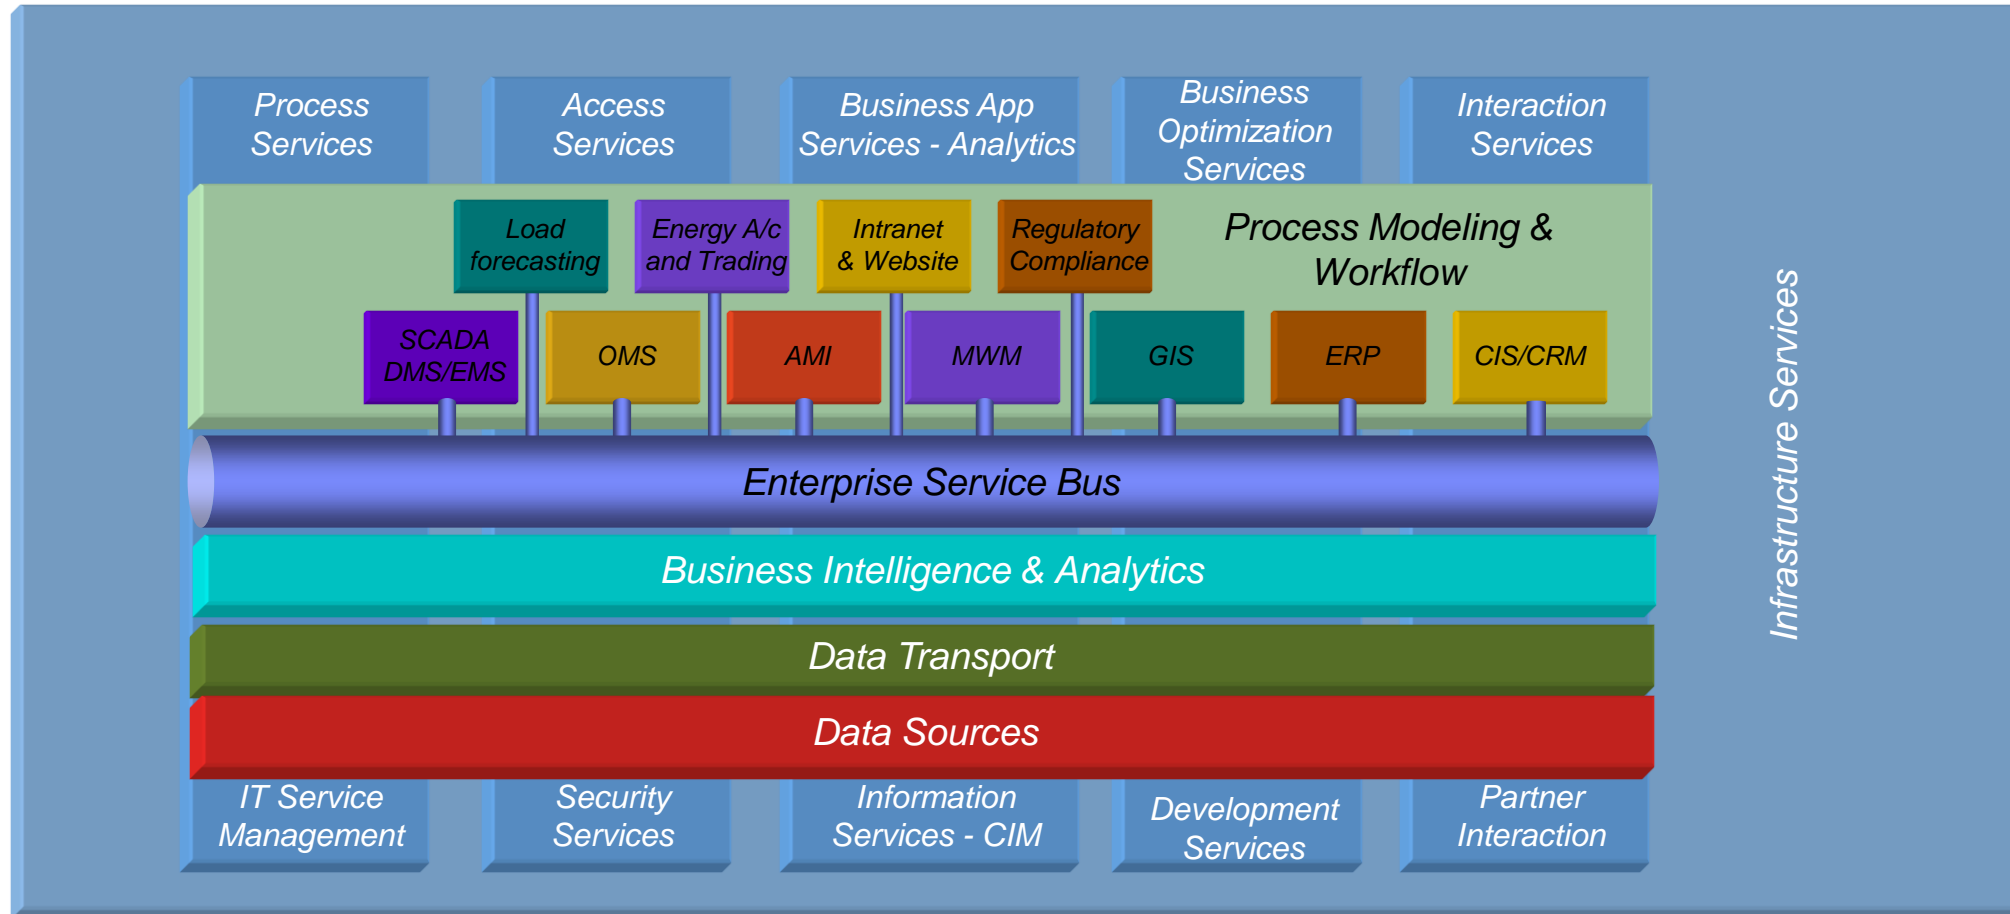 Process
Services
Access
Services
Business App
Services - Analytics
Business
Optimization
Services
Interaction
Services
Load
forecasting
Energy A/c
and Trading
Intranet
& Website
Regulatory
Compliance
Process Modeling &
Workflow
SCADA
DMS/EMS
OMS
AMI
MWM
GIS
ERP
CIS/CRM
Infrastructure Services
Enterprise Service Bus
Business Intelligence & Analytics
Data Transport
Data Sources
IT Service
Management
Security
Services
Information
Services - CIM
Development
Services
Partner
Interaction